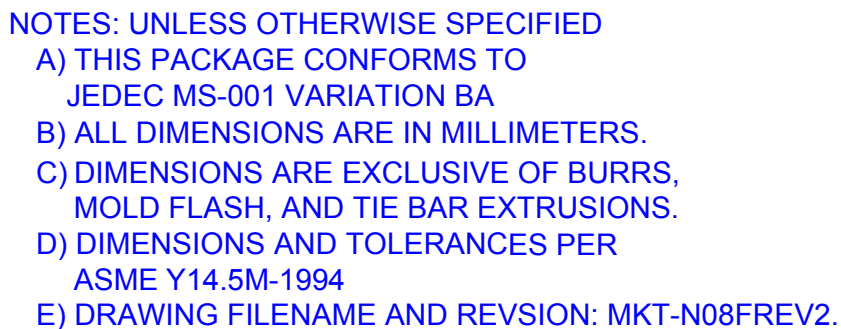 NOTES: UNLESS OTHERWISE SPECIFIED
A) THIS PACKAGE CONFORMS TO
JEDEC MS-001 VARIATION BA
B) ALL DIMENSIONS ARE IN MILLIMETERS.
C) DIMENSIONS ARE EXCLUSIVE OF BURRS,
MOLD FLASH, AND TIE BAR EXTRUSIONS.
D) DIMENSIONS AND TOLERANCES PER
ASME Y14.5M-1994
E) DRAWING FILENAME AND REVSION: MKT-N08FREV2.